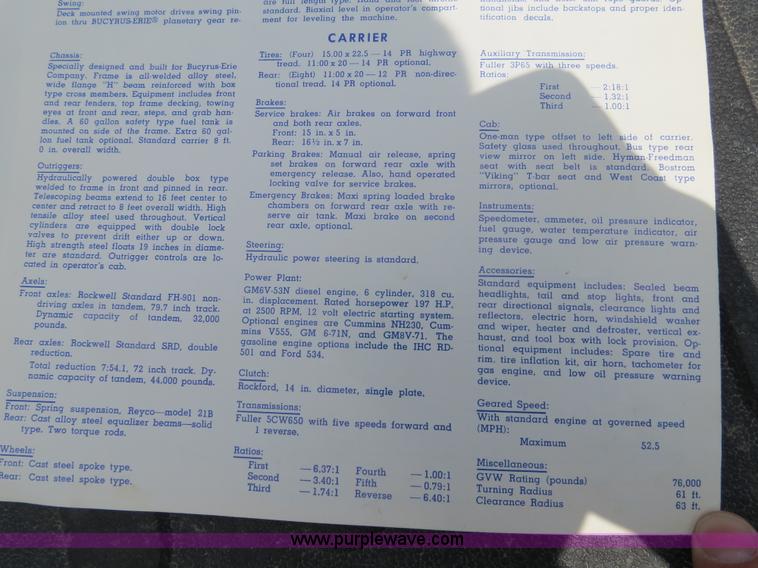 Swing:
Deck mounted swing motor drives swing pin-
ion thru BUCYRUS-ERIE® planetary gear re-
sendard. Biaxial level in operator's compart-
ment for leveling the machine.
tional jibs include backstops and proper iden-
tification decals.
CARRIER
Chassis:
Specially designed and built for Bucyrus-Erie
Company. Frame is all-welded alloy steel,
wide flange "H" beam reinforced with box
type cross members. Equipment includes front
and rear fenders, top frame decking, towing
eyes at front and rear, steps, and grab han-
dles. A 60 gallon safety type fuel tank is
mounted on side of the frame. Extra 60 gal-
lon fuel tank optional. Standard carrier 8 ft.
0 in. overall width.
Outriggers:
Hydraulically powered double box type
welded to frame in front and pinned in rear.
Telescoping beams extend to 16 feet center to
center and retract to 8 feet overall width. High
tensile alloy steel used throughout. Vertical
cylinders are equipped with double lock
valves to prevent drift either up or down.
High strength steel floats 19 inches in diame-
ter are standard. Outrigger controls are lo-
cated in operator's cab.
Axels:
Front axles: Rockwell Standard FH-901 non-
driving axles in tandem, 79.7 inch track.
Dynamic capacity of tandem, 32,000
pounds.
Rear axles: Rockwell Standard SRD, double
reduction.
Total reduction 7:54.1, 72 inch track. Dy-
namic capacity of tandem, 44,000 pounds.
Suspension:
Front: Spring suspension, Reyco—model 21B
Rear: Cast alloy steel equalizer beams—solid
type. Two torque rods.
Wheels:
Front: Cast steel spoke type.
Rear: Cast steel spoke type.
Tires: (Four) 15.00 x 22.5 — 14 PR highway
tread. 11:00 x 20 — 14 PR optional.
Rear: (Eight) 11:00 x 20 — 12 PR non-direc-
tional tread. 14 PR optional.
Brakes:
Service brakes: Air brakes on forward front
and both rear axles.
Front: 15 in. x 5 in.
Rear: 16½ in. x 7 in.
Parking Brakes: Manual air release, spring
set brakes on forward rear axle with
emergency release. Also, hand operated
locking valve for service brakes.
Emergency Brakes: Maxi spring loaded brake
chambers on forward rear axle with re-
serve air tank. Maxi brake on second
rear axle, optional.
Steering:
Hydraulic power steering is standard.
Power Plant:
GM6V-53N diesel engine, 6 cylinder, 318 cu.
in. displacement. Rated horsepower 197 H.P.
at 2500 RPM, 12 volt electric starting system.
Optional engines are Cummins NH230, Cum-
mins V555, GM 6-71N, and GM8V-71. The
gasoline engine options include the IHC RD-
501 and Ford 534.
Clutch:
Rockford, 14 in. diameter, single plate.
Transmissions:
Fuller 5CW650 with five speeds forward and
1 reverse.
Ratios:
First — 6.37:1 Fourth — 1.00:1
Second — 3.40:1 Fifth — 0.79:1
Third — 1.74:1 Reverse — 6.40:1
Auxiliary Transmission:
Fuller 3P65 with three speeds.
Ratios:
First — 2:18:1
Second — 1.32:1
Third — 1.00:1
Cab:
One-man type offset to left side of carrier.
Safety glass used throughout. Bus type rear
view mirror on left side. Hyman-Freedman
seat with seat belt is standard. Bostrom
"Viking" T-bar seat and West Coast type
mirrors, optional.
Instruments:
Speedometer, ammeter, oil pressure indicator,
fuel gauge, water temperature indicator, air
pressure gauge and low air pressure warn-
ing device.
Accessories:
Standard equipment includes: Sealed beam
headlights, tail and stop lights, front and
rear directional signals, clearance lights and
reflectors, electric horn, windshield washer
and wiper, heater and defroster, vertical ex-
haust, and tool box with lock provision. Op-
tional equipment includes: Spare tire and
rim, tire inflation kit, air horn, tachometer for
gas engine, and low oil pressure warning
device.
Geared Speed:
With standard engine at governed speed
(MPH):
Maximum 52.5
Miscellaneous:
GVW Rating (pounds) 76,000
Turning Radius 61 ft.
Clearance Radius 63 ft.
www.purplewave.com